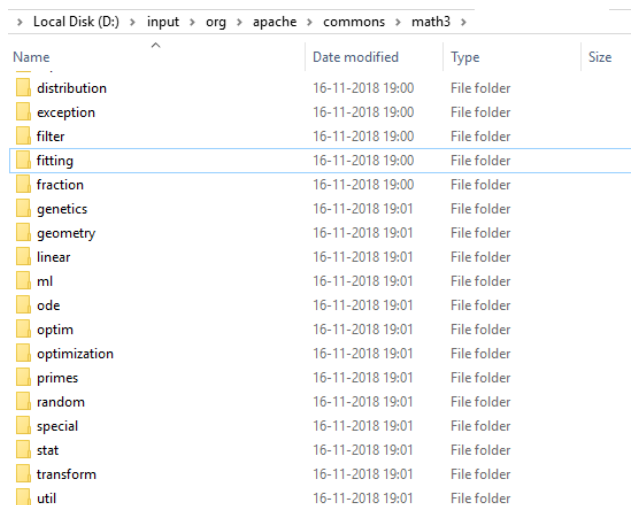 Local Disk (D:) > input > org > apache > commons > math3 >
Name Date modified Type Size
distribution 16-11-2018 19:00 File folder
exception 16-11-2018 19:00 File folder
filter 16-11-2018 19:00 File folder
fitting 16-11-2018 19:00 File folder
fraction 16-11-2018 19:00 File folder
genetics 16-11-2018 19:01 File folder
geometry 16-11-2018 19:01 File folder
linear 16-11-2018 19:01 File folder
ml 16-11-2018 19:01 File folder
ode 16-11-2018 19:01 File folder
optim 16-11-2018 19:01 File folder
optimization 16-11-2018 19:01 File folder
primes 16-11-2018 19:01 File folder
random 16-11-2018 19:01 File folder
special 16-11-2018 19:01 File folder
stat 16-11-2018 19:01 File folder
transform 16-11-2018 19:01 File folder
util 16-11-2018 19:01 File folder